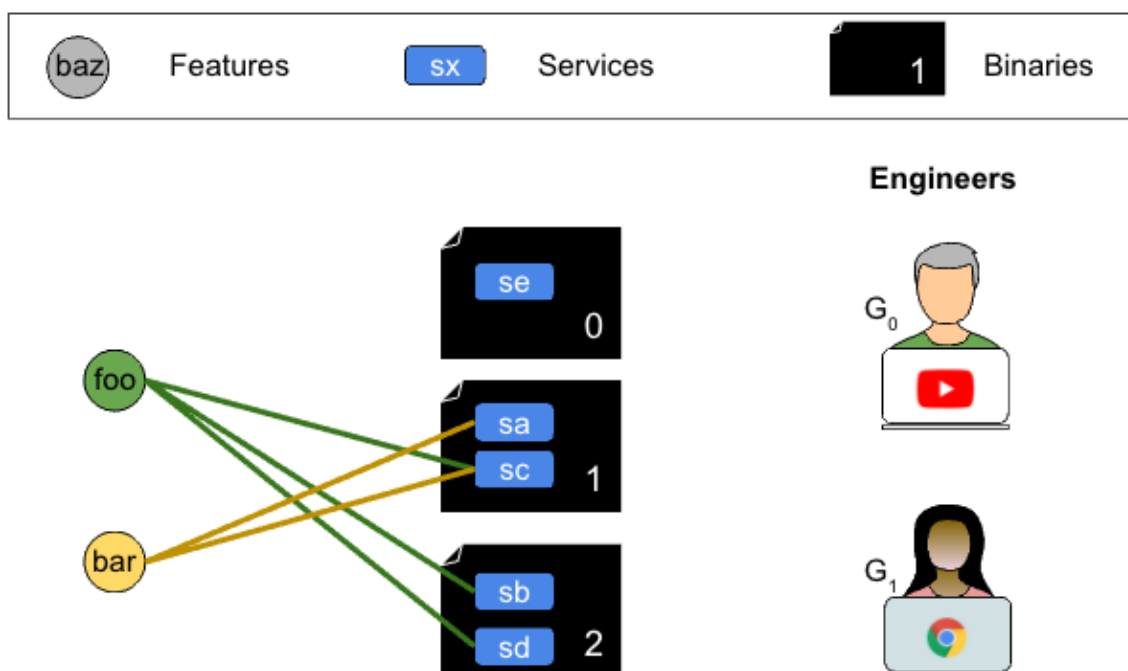 baz Features sx Services 1 Binaries
Engineers
se
0
G0
foo
sa
sc
1
bar
sb
G1
sd
2